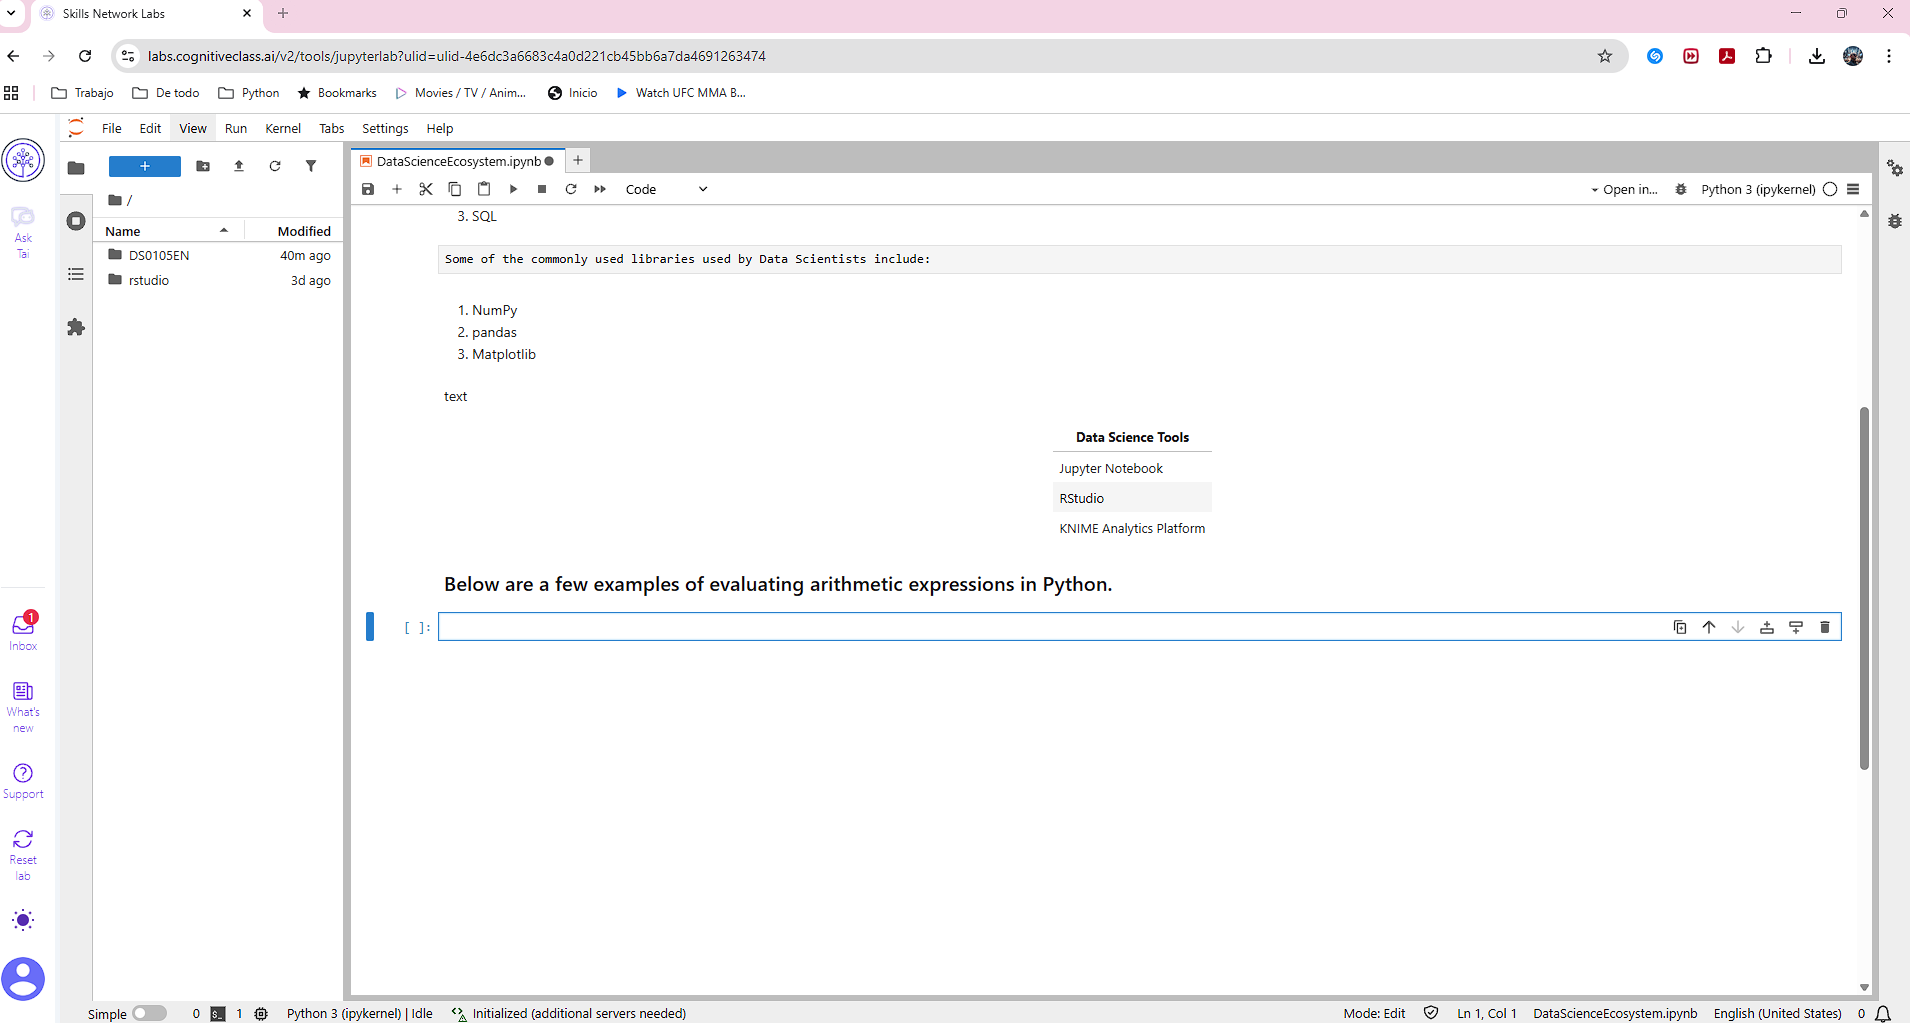 Skills Network Labs
labs.cognitiveclass.ai/v2/tools/jupyterlab?ulid=ulid-4e6dc3a6683c4a0d221cb45bb6a7da4691263474
Trabajo De todo Python Bookmarks Movies / TV / Anim... Inicio Watch UFC MMA B...
File Edit View Run Kernel Tabs Settings Help
Ask
Tai
Inbox
1
What's
new
Support
Reset
lab
/
Name Modified
DS0105EN 40m ago
rstudio 3d ago
DataScienceEcosystem.ipynb
Code
Open in... Python 3 (ipykernel)
3. SQL
Some of the commonly used libraries used by Data Scientists include:
1. NumPy
2. pandas
3. Matplotlib
text
Data Science Tools
Jupyter Notebook
RStudio
KNIME Analytics Platform
Below are a few examples of evaluating arithmetic expressions in Python.
[ ]:
Simple 0 $_ 1 Python 3 (ipykernel) | Idle Initialized (additional servers needed) Mode: Edit Ln 1, Col 1 DataScienceEcosystem.ipynb English (United States) 0